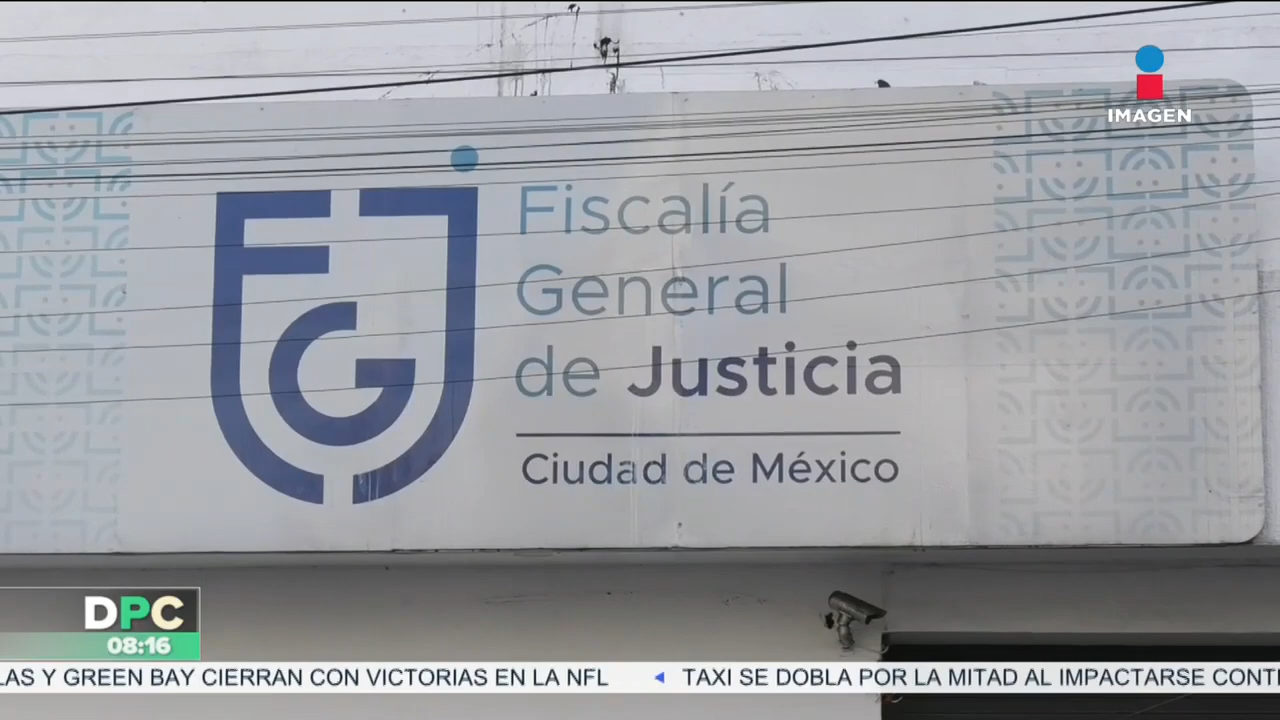 IMAGEN
FGJ
Fiscalía
General
de Justicia
Ciudad de México
DPC
08:16
LAS Y GREEN BAY CIERRAN CON VICTORIAS EN LA NFL
TAXI SE DOBLA POR LA MITAD AL IMPACTARSE CONT